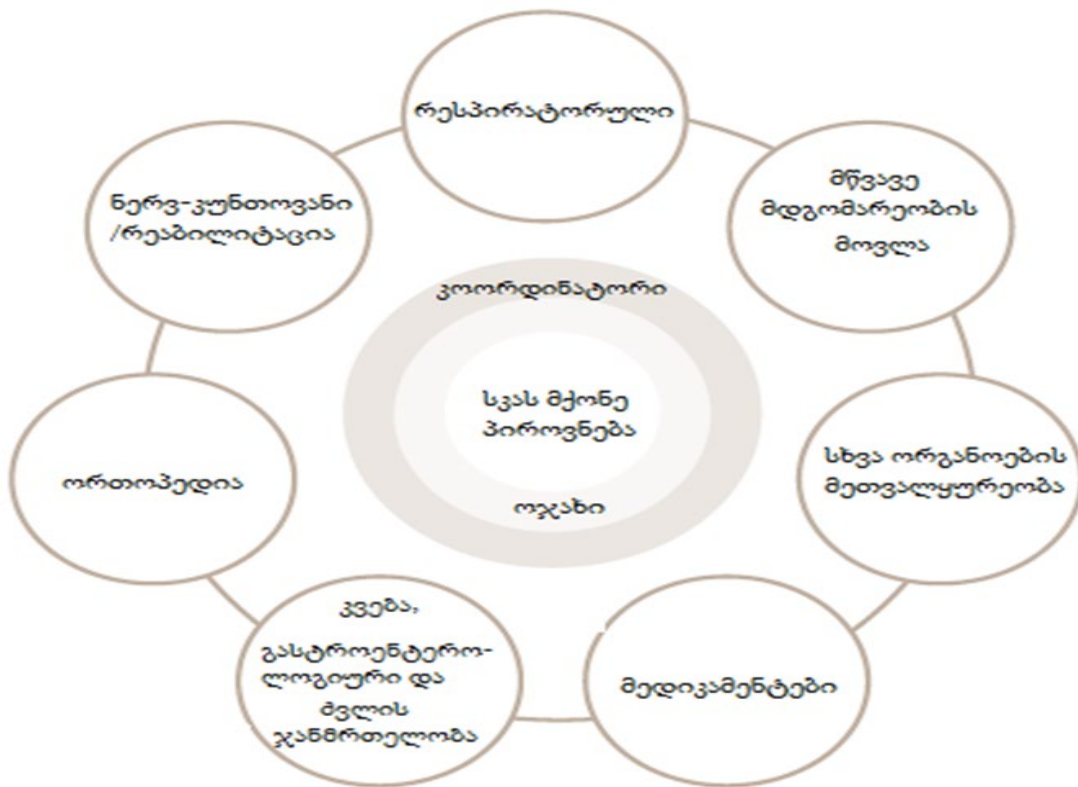 რესპირატორული
მწვავე
მდგომარეობის
მოვლა
სხვა ორგანოების
მეთვალყურეობა
მედიკამენტები
კვება,
გასტროენტერო-
ლოგიური და
ძვლის
ჯანმრთელობა
ორთოპედია
ნერვ-კუნთოვანი
/რეაბილიტაცია
კოორდინატორი
სკას მქონე
პიროვნება
ოჯახი